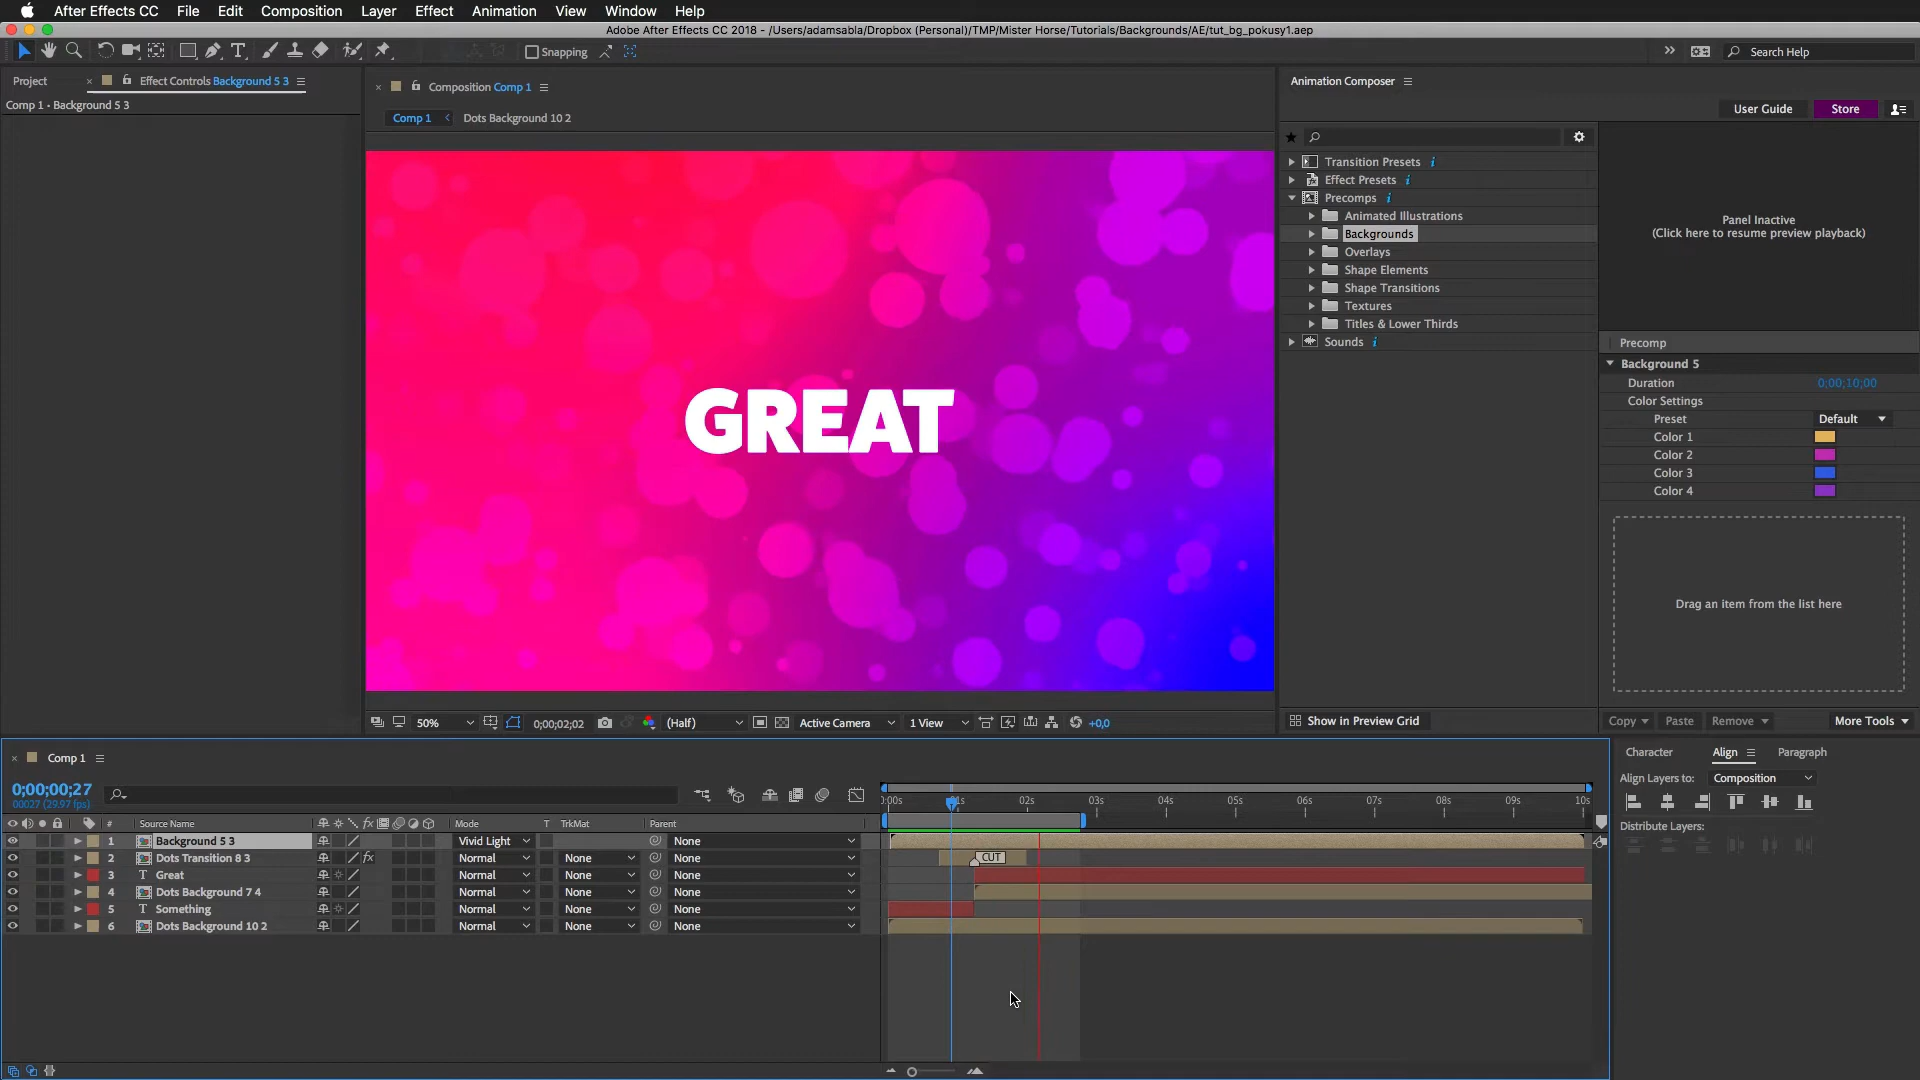 After Effects CC File Edit Composition Layer Effect Animation View Window Help
Adobe After Effects CC 2018 - /Users/adamsabla/Dropbox (Personal)/TMP/Mister Horse/Tutorials/Backgrounds/AE/tut_bg_pokusy1.aep
Snapping
Search Help
Project
Effect Controls Background 5 3
Comp 1 • Background 5 3
Composition Comp 1
Comp 1 Dots Background 10 2
GREAT
50% 0;00;02;02 (Half) Active Camera 1 View +0,0
Animation Composer
User Guide Store
Transition Presets i
Effect Presets i
Precomps i
Animated Illustrations
Backgrounds
Overlays
Shape Elements
Shape Transitions
Textures
Titles & Lower Thirds
Sounds i
Show in Preview Grid
Panel Inactive
(Click here to resume preview playback)
Precomp
Background 5
Duration 0;00;10;00
Color Settings
Preset Default
Color 1
Color 2
Color 3
Color 4
Drag an item from the list here
Copy Paste Remove More Tools
Comp 1
0;00;00;27
00027 (29.97 fps)
# Source Name fx Mode T TrkMat Parent
1 Background 5 3 Vivid Light None
2 Dots Transition 8 3 fx Normal None None
3 T Great Normal None None
4 Dots Background 7 4 Normal None None
5 T Something Normal None None
6 Dots Background 10 2 Normal None None
02s 03s 04s 05s 06s 07s 08s 09s 10s
CUT
Character Align Paragraph
Align Layers to: Composition
Distribute Layers: